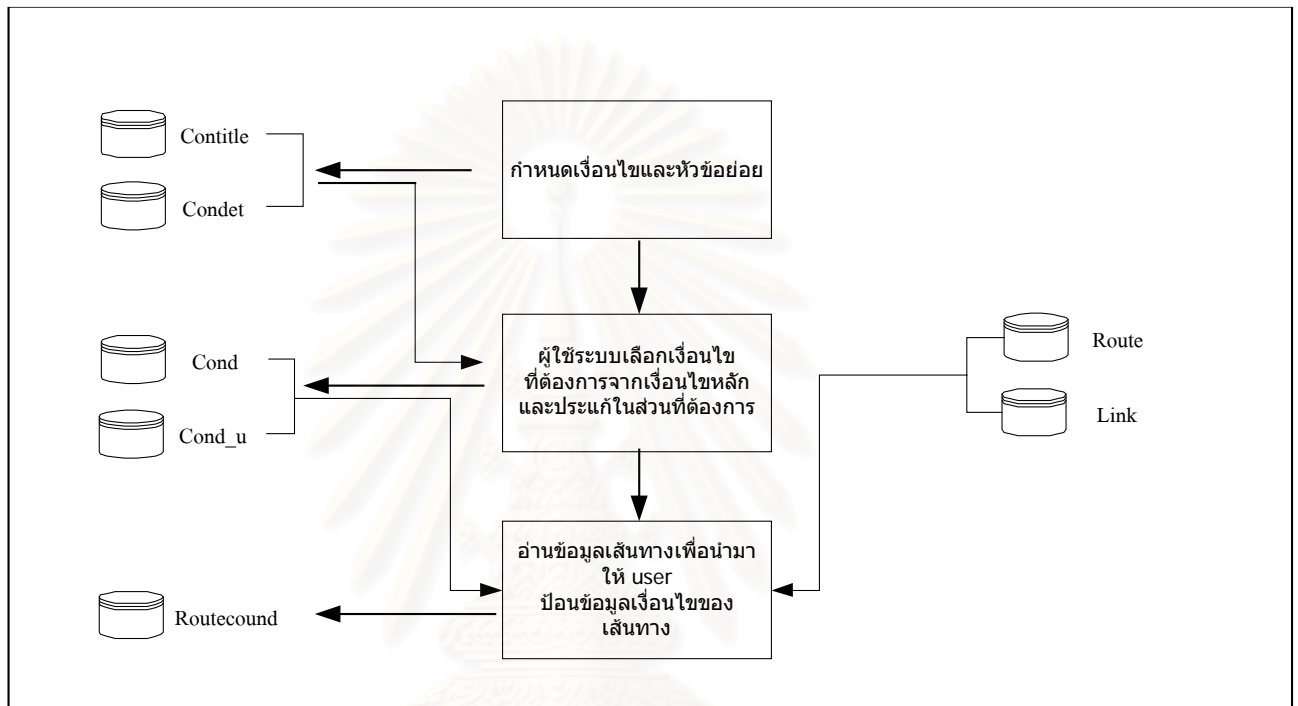 Contitle
กำหนดเงื่อนไขและหัวข้อย่อย
Condet
Cond
ผู้ใช้ระบบเลือกเงื่อนไข
ที่ต้องการจากเงื่อนไขหลัก
และประแก้ในส่วนที่ต้องการ
Route
Link
Cond_u
อ่านข้อมูลเส้นทางเพื่อนำมา
ให้ user
ป้อนข้อมูลเงื่อนไขของ
เส้นทาง
Routecound